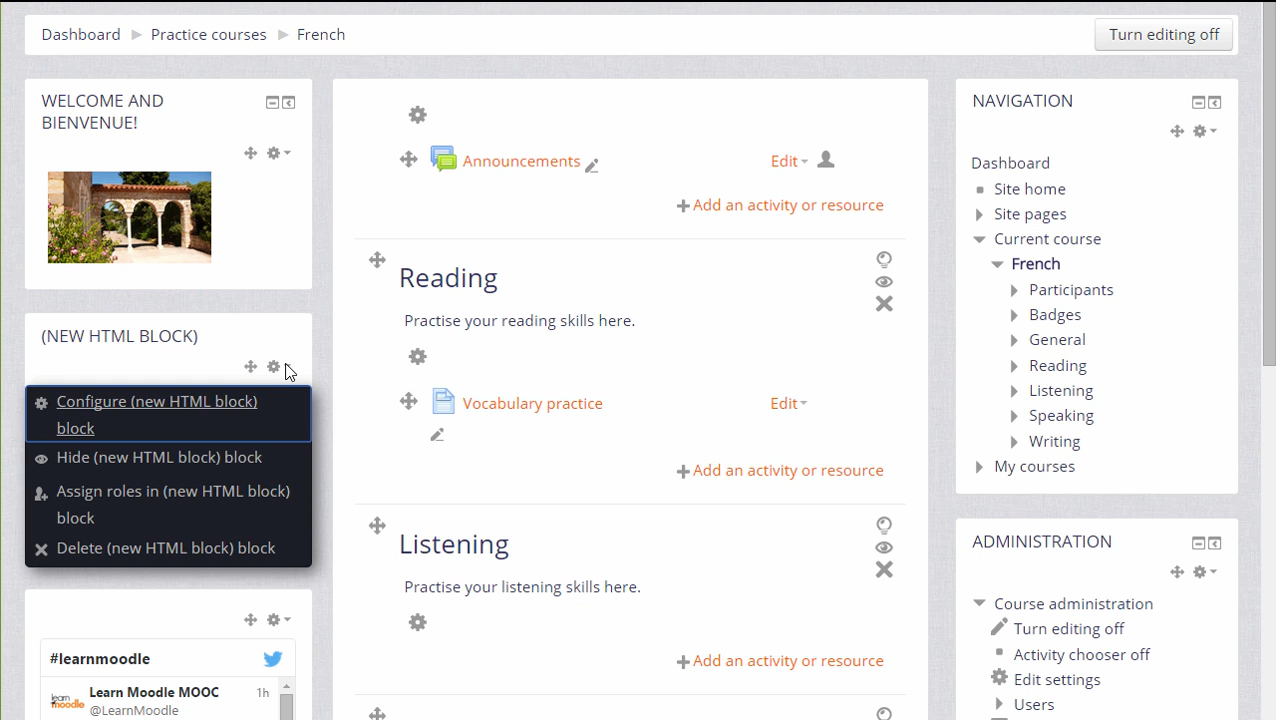 Dashboard Practice courses French
Turn editing off
WELCOME AND
BIENVENUE!
(NEW HTML BLOCK)
Configure (new HTML block)
block
Hide (new HTML block) block
Assign roles in (new HTML block)
block
Delete (new HTML block) block
#learnmoodle
learn
moodle
Learn Moodle MOOC 1h
@LearnMoodle
Announcements Edit
Add an activity or resource
Reading
Practise your reading skills here.
Vocabulary practice Edit
Add an activity or resource
Listening
Practise your listening skills here.
Add an activity or resource
NAVIGATION
Dashboard
Site home
Site pages
Current course
French
Participants
Badges
General
Reading
Listening
Speaking
Writing
My courses
ADMINISTRATION
Course administration
Turn editing off
Activity chooser off
Edit settings
Users